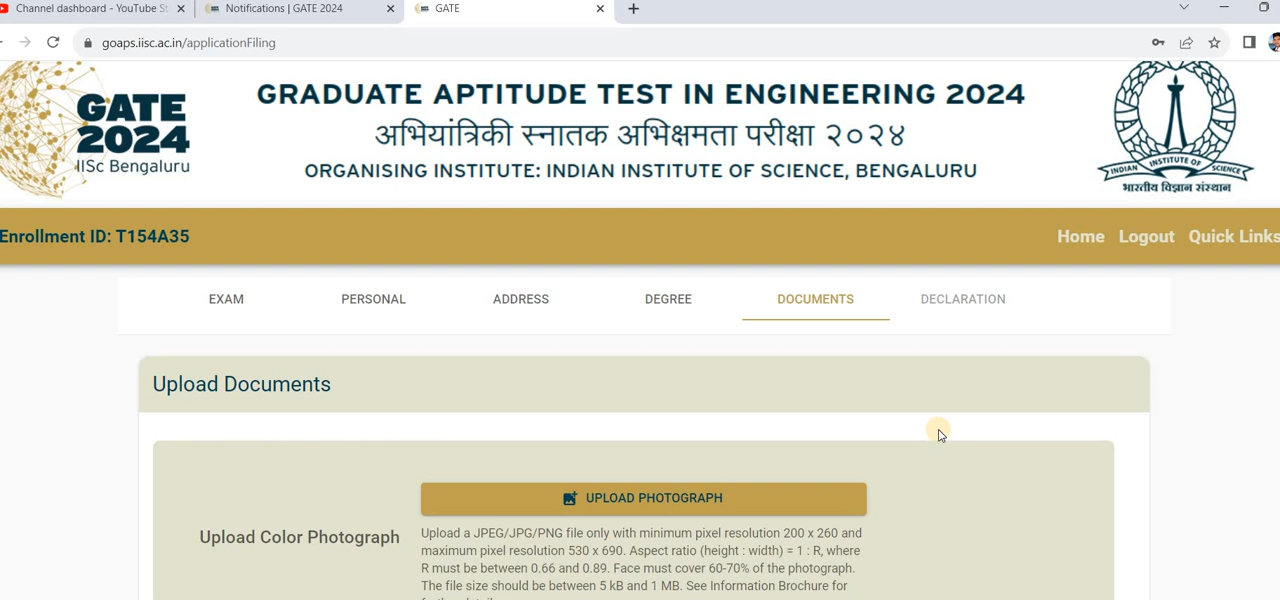 Channel dashboard - YouTube St
Notifications | GATE 2024
GATE
goaps.iisc.ac.in/applicationFiling
GATE
2024
IISc Bengaluru
GRADUATE APTITUDE TEST IN ENGINEERING 2024
अभियांत्रिकी स्नातक अभिक्षमता परीक्षा २०२४
ORGANISING INSTITUTE: INDIAN INSTITUTE OF SCIENCE, BENGALURU
INDIAN INSTITUTE OF SCIENCE
भारतीय विज्ञान संस्थान
Enrollment ID: T154A35
Home Logout Quick Links
EXAM PERSONAL ADDRESS DEGREE DOCUMENTS DECLARATION
Upload Documents
UPLOAD PHOTOGRAPH
Upload Color Photograph
Upload a JPEG/JPG/PNG file only with minimum pixel resolution 200 x 260 and
maximum pixel resolution 530 x 690. Aspect ratio (height : width) = 1 : R, where
R must be between 0.66 and 0.89. Face must cover 60-70% of the photograph.
The file size should be between 5 kB and 1 MB. See Information Brochure for